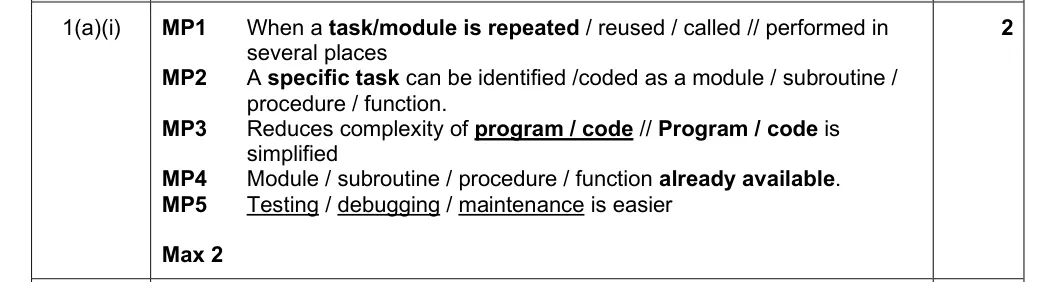 1(a)(i) MP1 When a task/module is repeated / reused / called // performed in 2
several places
MP2 A specific task can be identified /coded as a module / subroutine /
procedure / function.
MP3 Reduces complexity of program / code // Program / code is
simplified
MP4 Module / subroutine / procedure / function already available.
MP5 Testing / debugging / maintenance is easier
Max 2